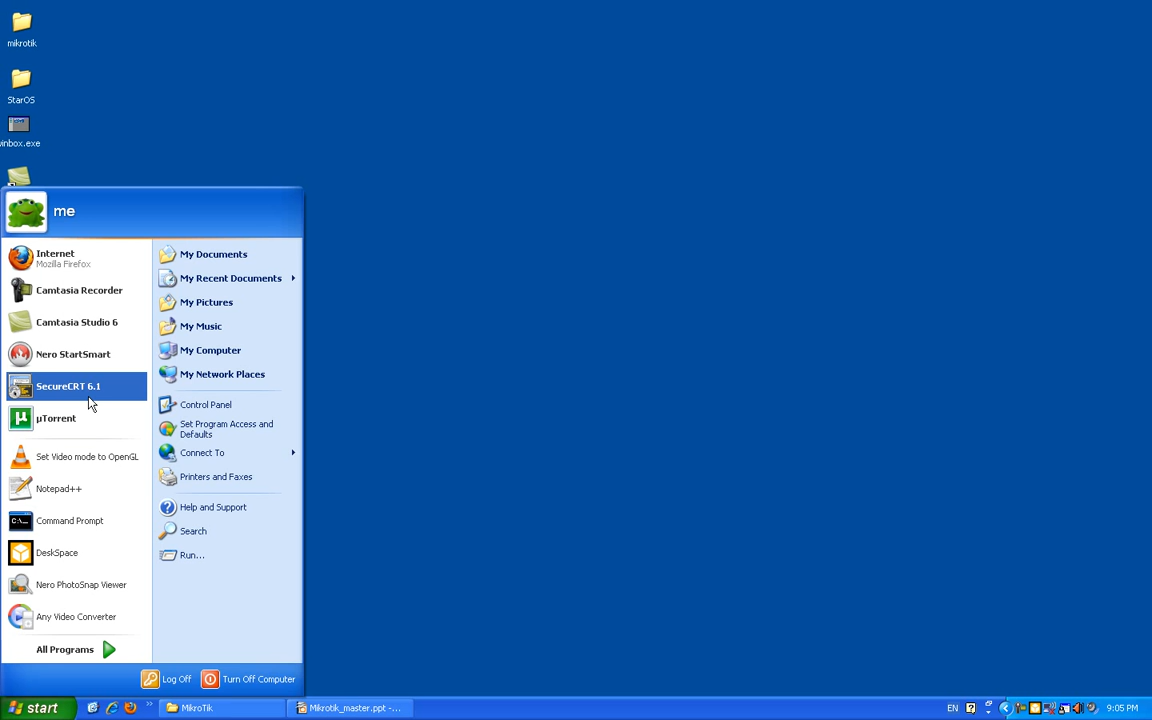 mikrotik
StarOS
winbox.exe
me
Internet
Mozilla Firefox
Camtasia Recorder
Camtasia Studio 6
Nero StartSmart
SecureCRT 6.1
µTorrent
Set Video mode to OpenGL
Notepad++
Command Prompt
DeskSpace
Nero PhotoSnap Viewer
Any Video Converter
All Programs
My Documents
My Recent Documents
My Pictures
My Music
My Computer
My Network Places
Control Panel
Set Program Access and
Defaults
Connect To
Printers and Faxes
Help and Support
Search
Run...
Log Off
Turn Off Computer
start
MikroTik
Mikrotik_master.ppt -...
EN
9:05 PM